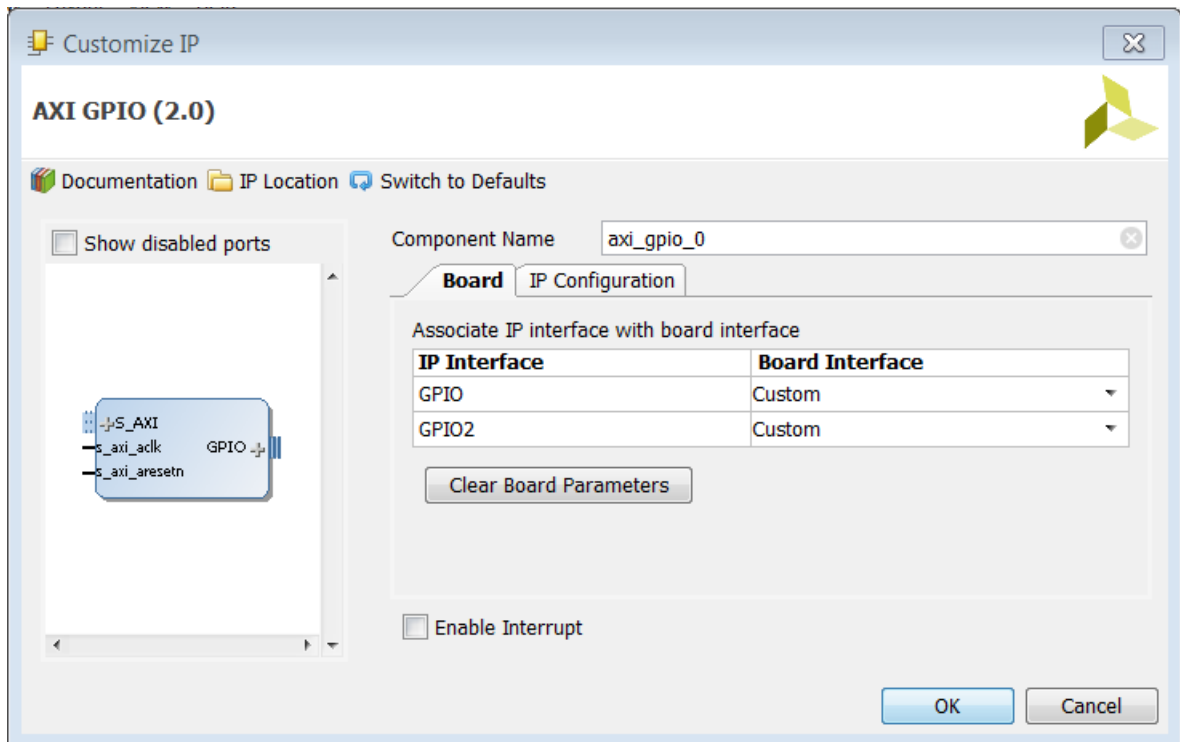 Customize IP
AXI GPIO (2.0)
Documentation IP Location Switch to Defaults
Show disabled ports
S_AXI
s_axi_aclk GPIO
s_axi_aresetn
Component Name axi_gpio_0
Board IP Configuration
Associate IP interface with board interface
IP Interface Board Interface
GPIO Custom
GPIO2 Custom
Clear Board Parameters
Enable Interrupt
OK Cancel